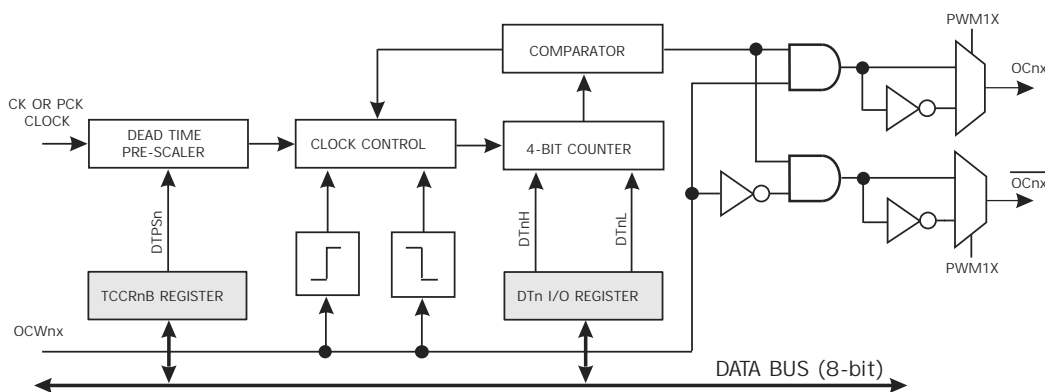 PWM1X
COMPARATOR
OCnx
CK OR PCK
CLOCK
DEAD TIME
PRE-SCALER
CLOCK CONTROL
4-BIT COUNTER
OCnx
DTPSn
DTnH
DTnL
PWM1X
TCCRnB REGISTER
DTn I/O REGISTER
OCWnx
DATA BUS (8-bit)